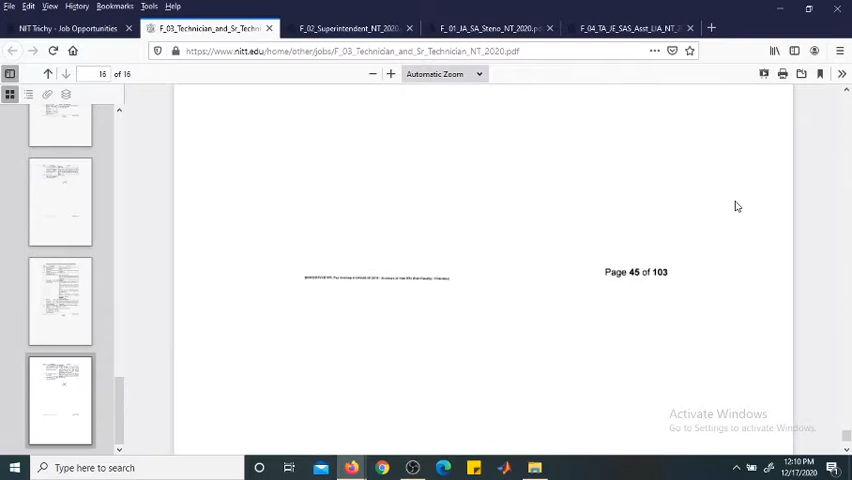 File Edit View History Bookmarks Tools Help
NIT Trichy - Job Opportunities
F_03_Technician_and_Sr_Techni
F_02_Superintendent_NT_2020.
F_01_JA_SA_Steno_NT_2020.pd
F_04_TA_JE_SAS_Asst_LIA_NT_2
https://www.nitt.edu/home/other/jobs/F_03_Technician_and_Sr_Technician_NT_2020.pdf
16 of 16
Automatic Zoom
Page 45 of 103
Activate Windows
Go to Settings to activate Windows.
Type here to search
12:10 PM
12/17/2020
1